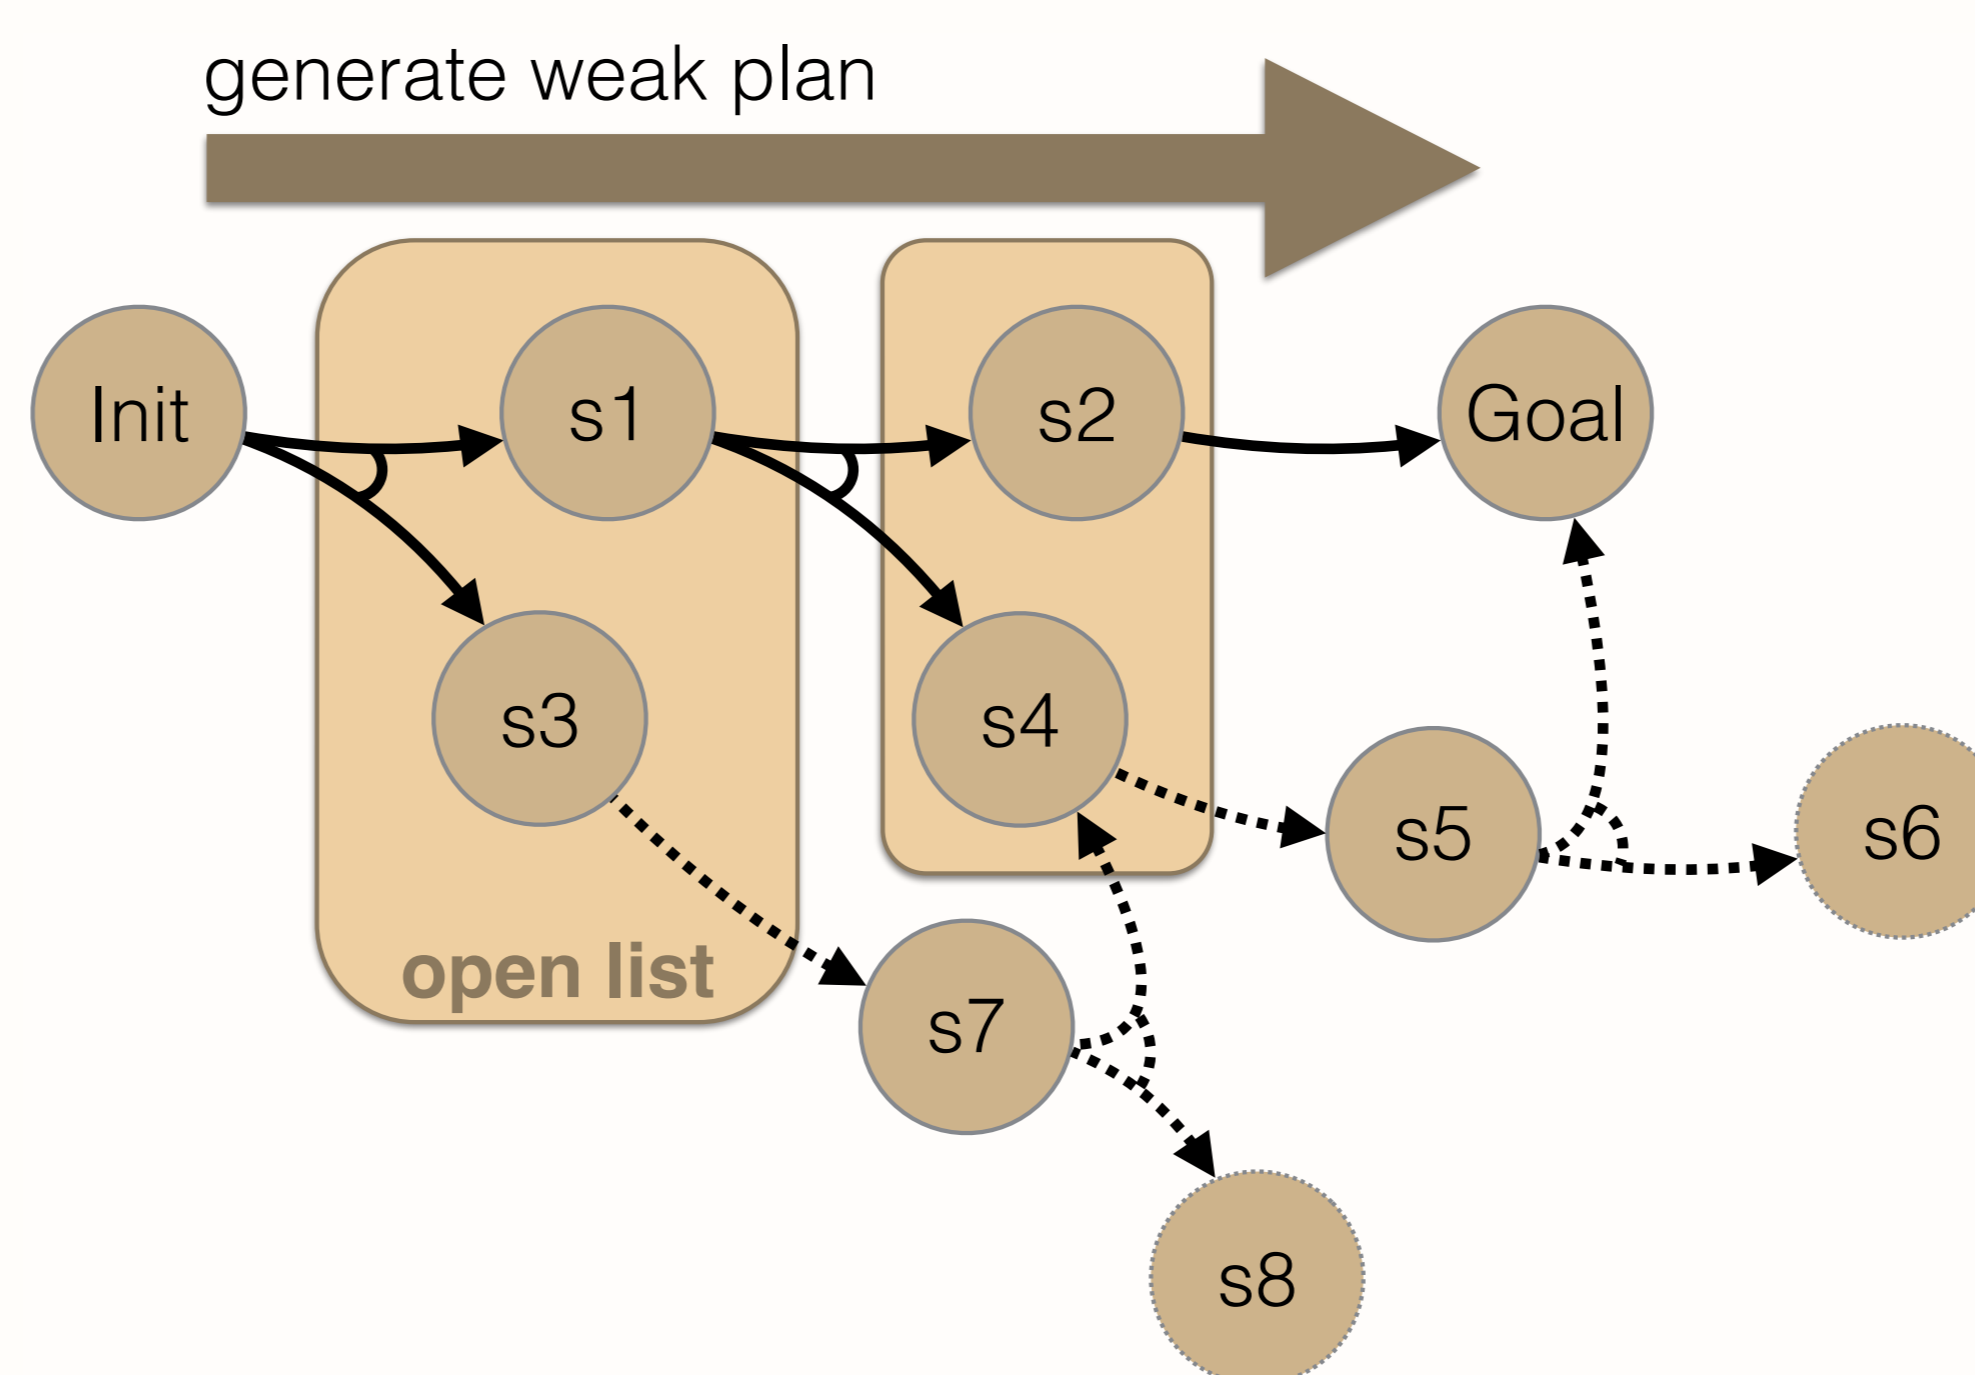 generate weak plan
Init
s1
s2
Goal
s3
s4
s5
s6
open list
s7
s8